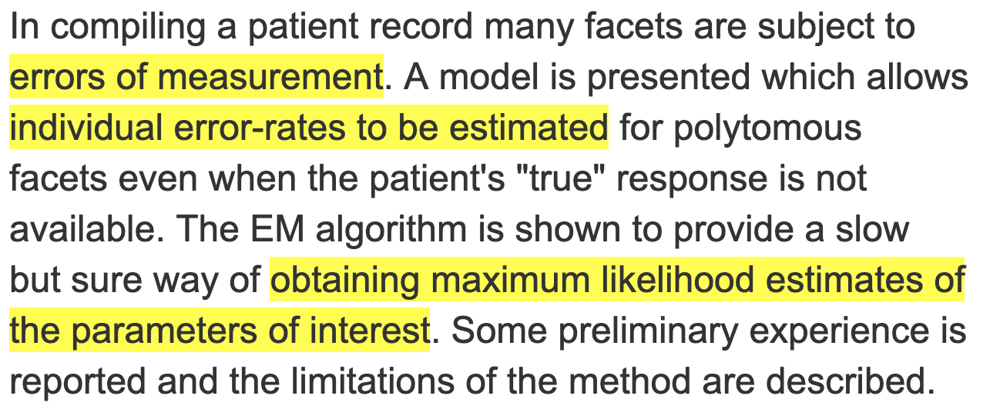 In compiling a patient record many facets are subject to
errors of measurement. A model is presented which allows
individual error-rates to be estimated for polytomous
facets even when the patient's "true" response is not
available. The EM algorithm is shown to provide a slow
but sure way of obtaining maximum likelihood estimates of
the parameters of interest. Some preliminary experience is
reported and the limitations of the method are described.